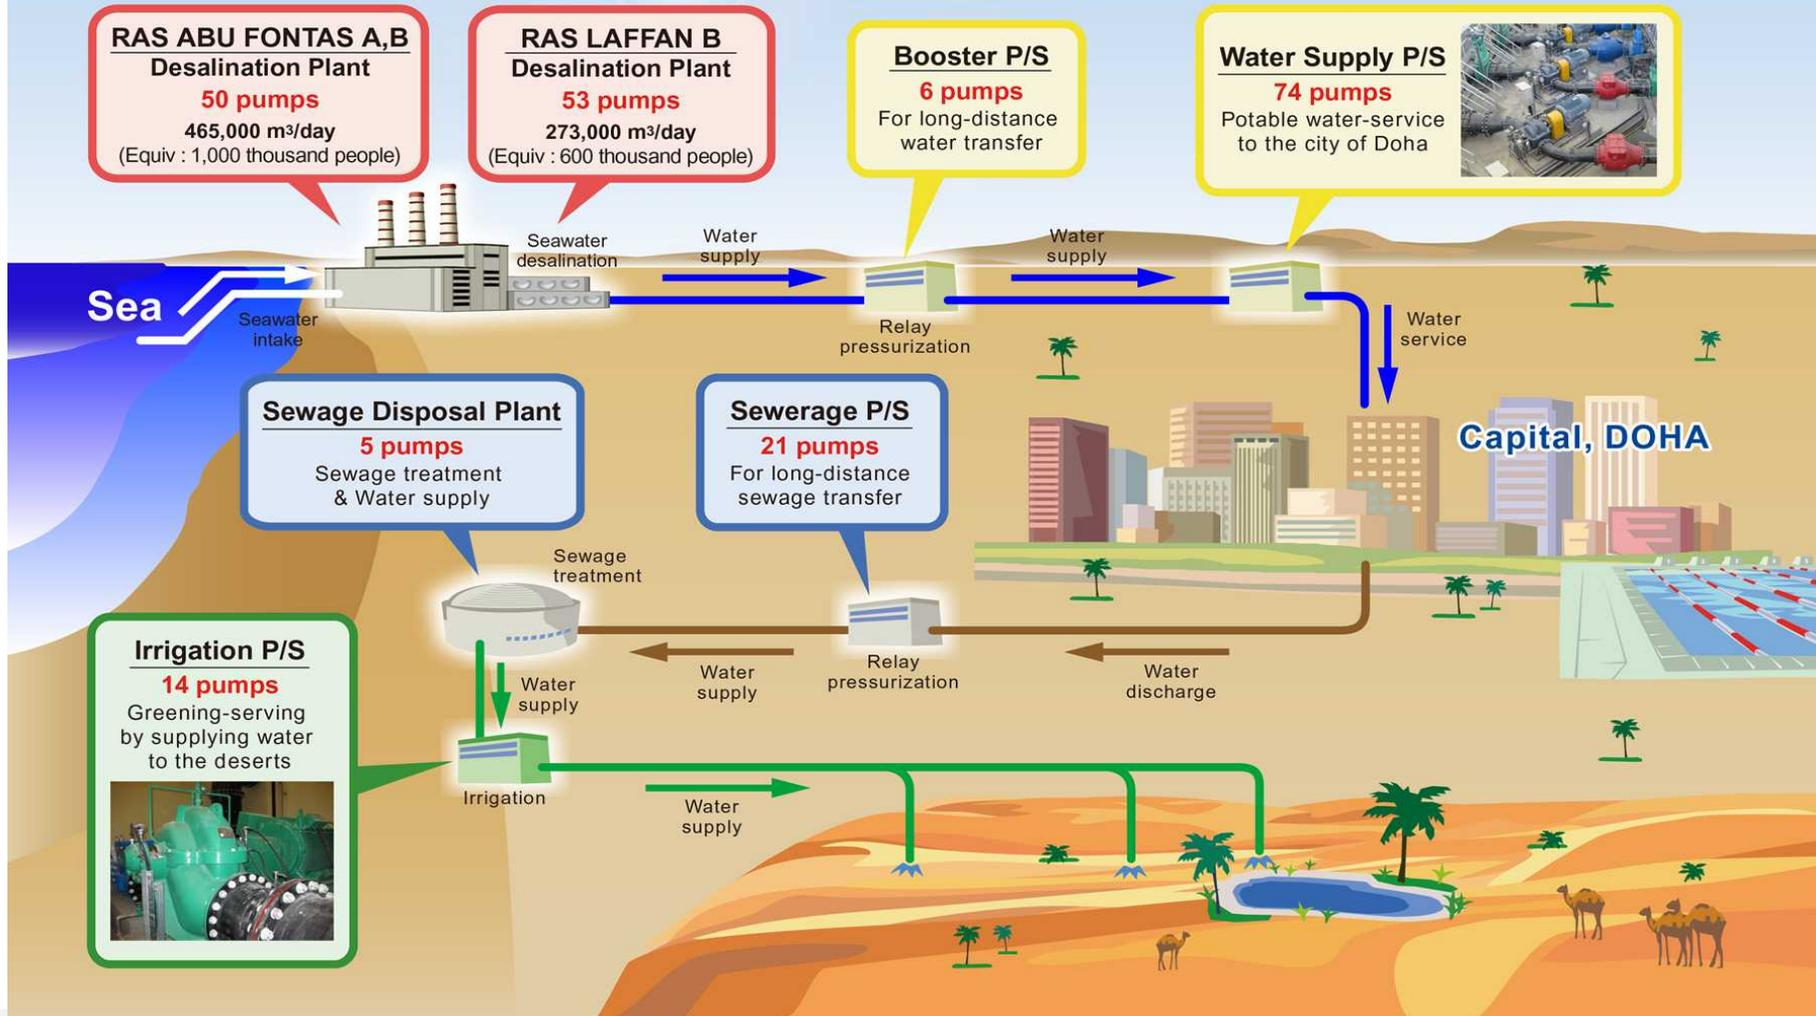 RAS ABU FONTAS A,B
Desalination Plant
50 pumps
465,000 m³/day
(Equiv : 1,000 thousand people)
RAS LAFFAN B
Desalination Plant
53 pumps
273,000 m³/day
(Equiv : 600 thousand people)
Booster P/S
6 pumps
For long-distance
water transfer
Water Supply P/S
74 pumps
Potable water-service
to the city of Doha
Seawater
desalination
Water
supply
Water
supply
Sea
Seawater
intake
Relay
pressurization
Water
service
Sewage Disposal Plant
5 pumps
Sewage treatment
& Water supply
Sewerage P/S
21 pumps
For long-distance
sewage transfer
Capital, DOHA
Sewage
treatment
Water
supply
Relay
pressurization
Water
discharge
Irrigation P/S
14 pumps
Greening-serving
by supplying water
to the deserts
Water
supply
Irrigation
Water
supply